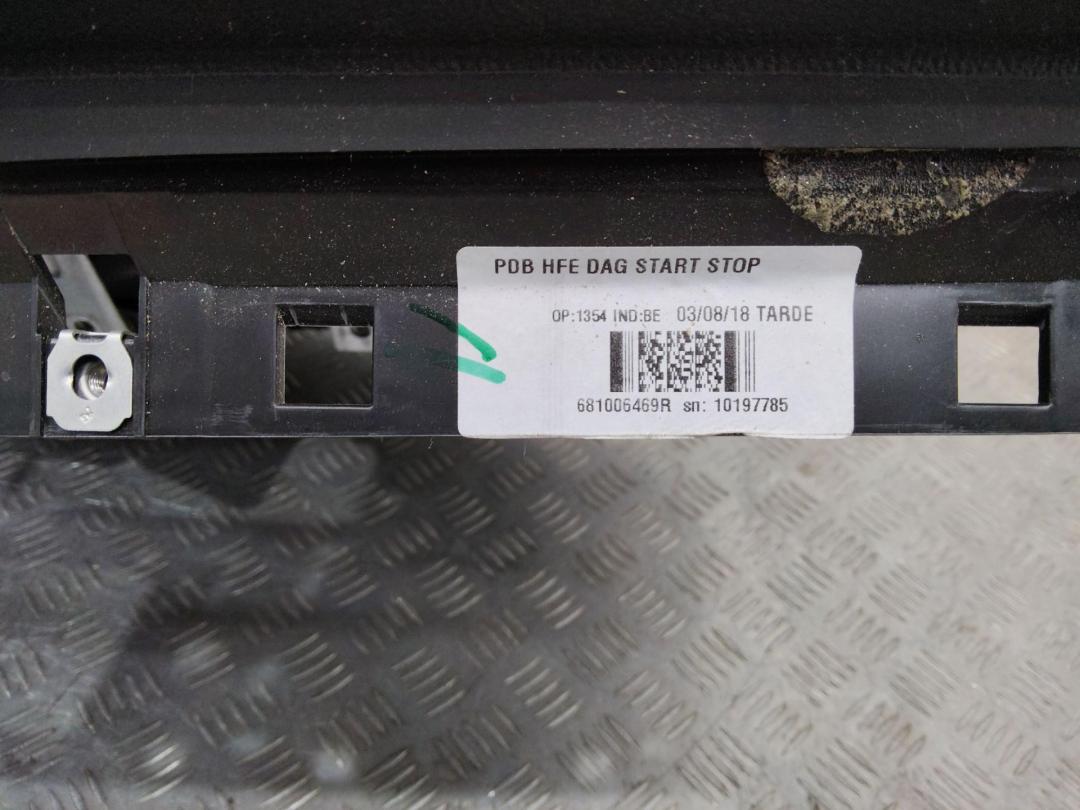 PDB HFE DAG START STOP
OP:1354 IND:BE 03/08/18 TARDE
681006469R sn: 10197785